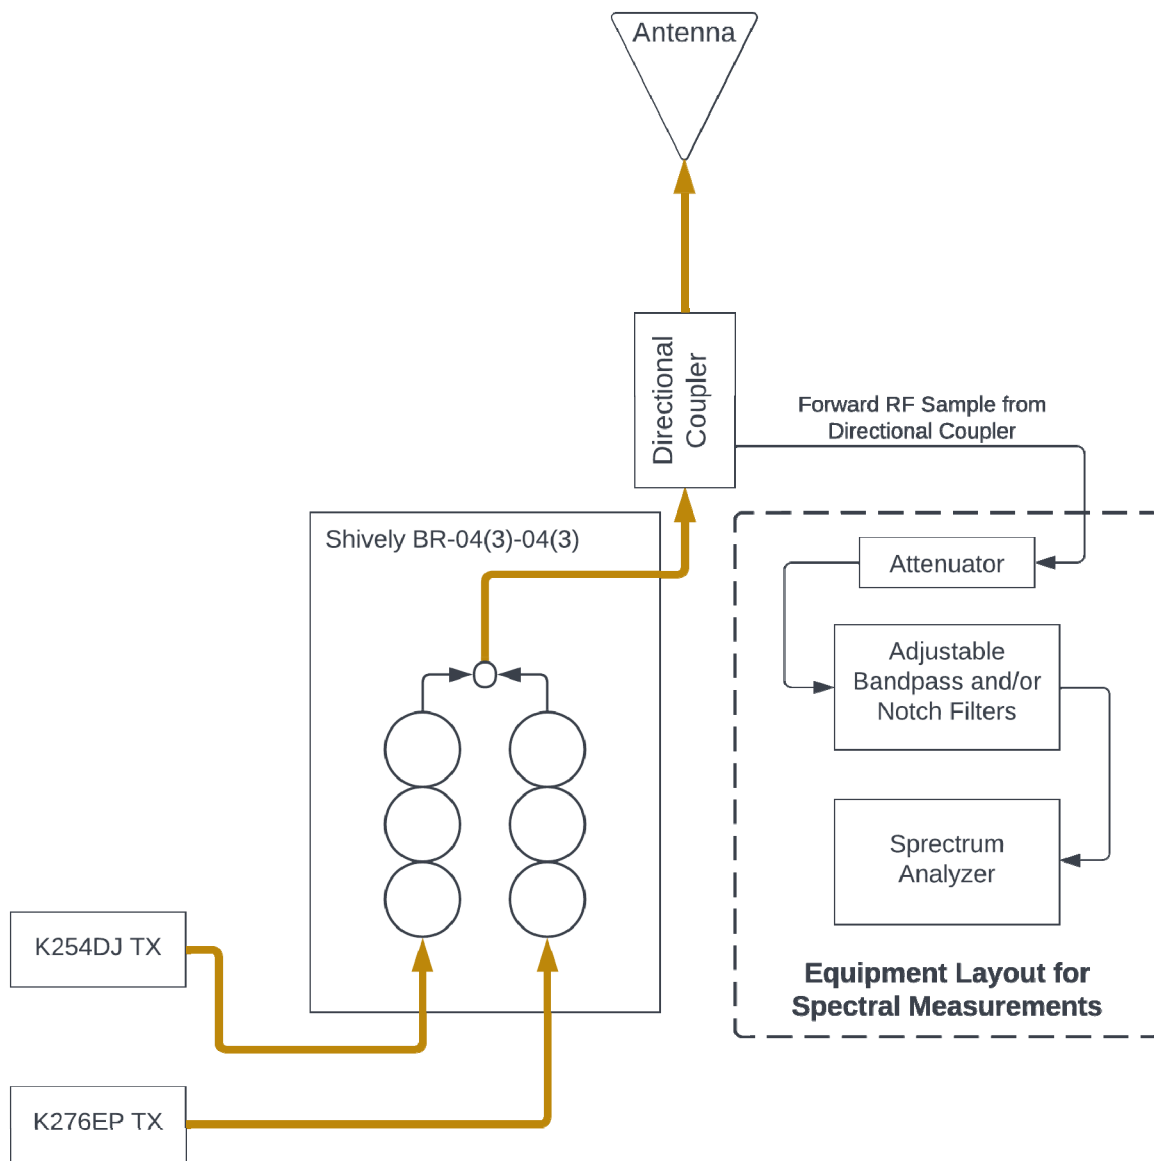 Antenna
Directional
Coupler
Forward RF Sample from
Directional Coupler
Shively BR-04(3)-04(3)
Attenuator
Adjustable
Bandpass and/or
Notch Filters
Sprectrum
Analyzer
K254DJ TX
Equipment Layout for
Spectral Measurements
K276EP TX